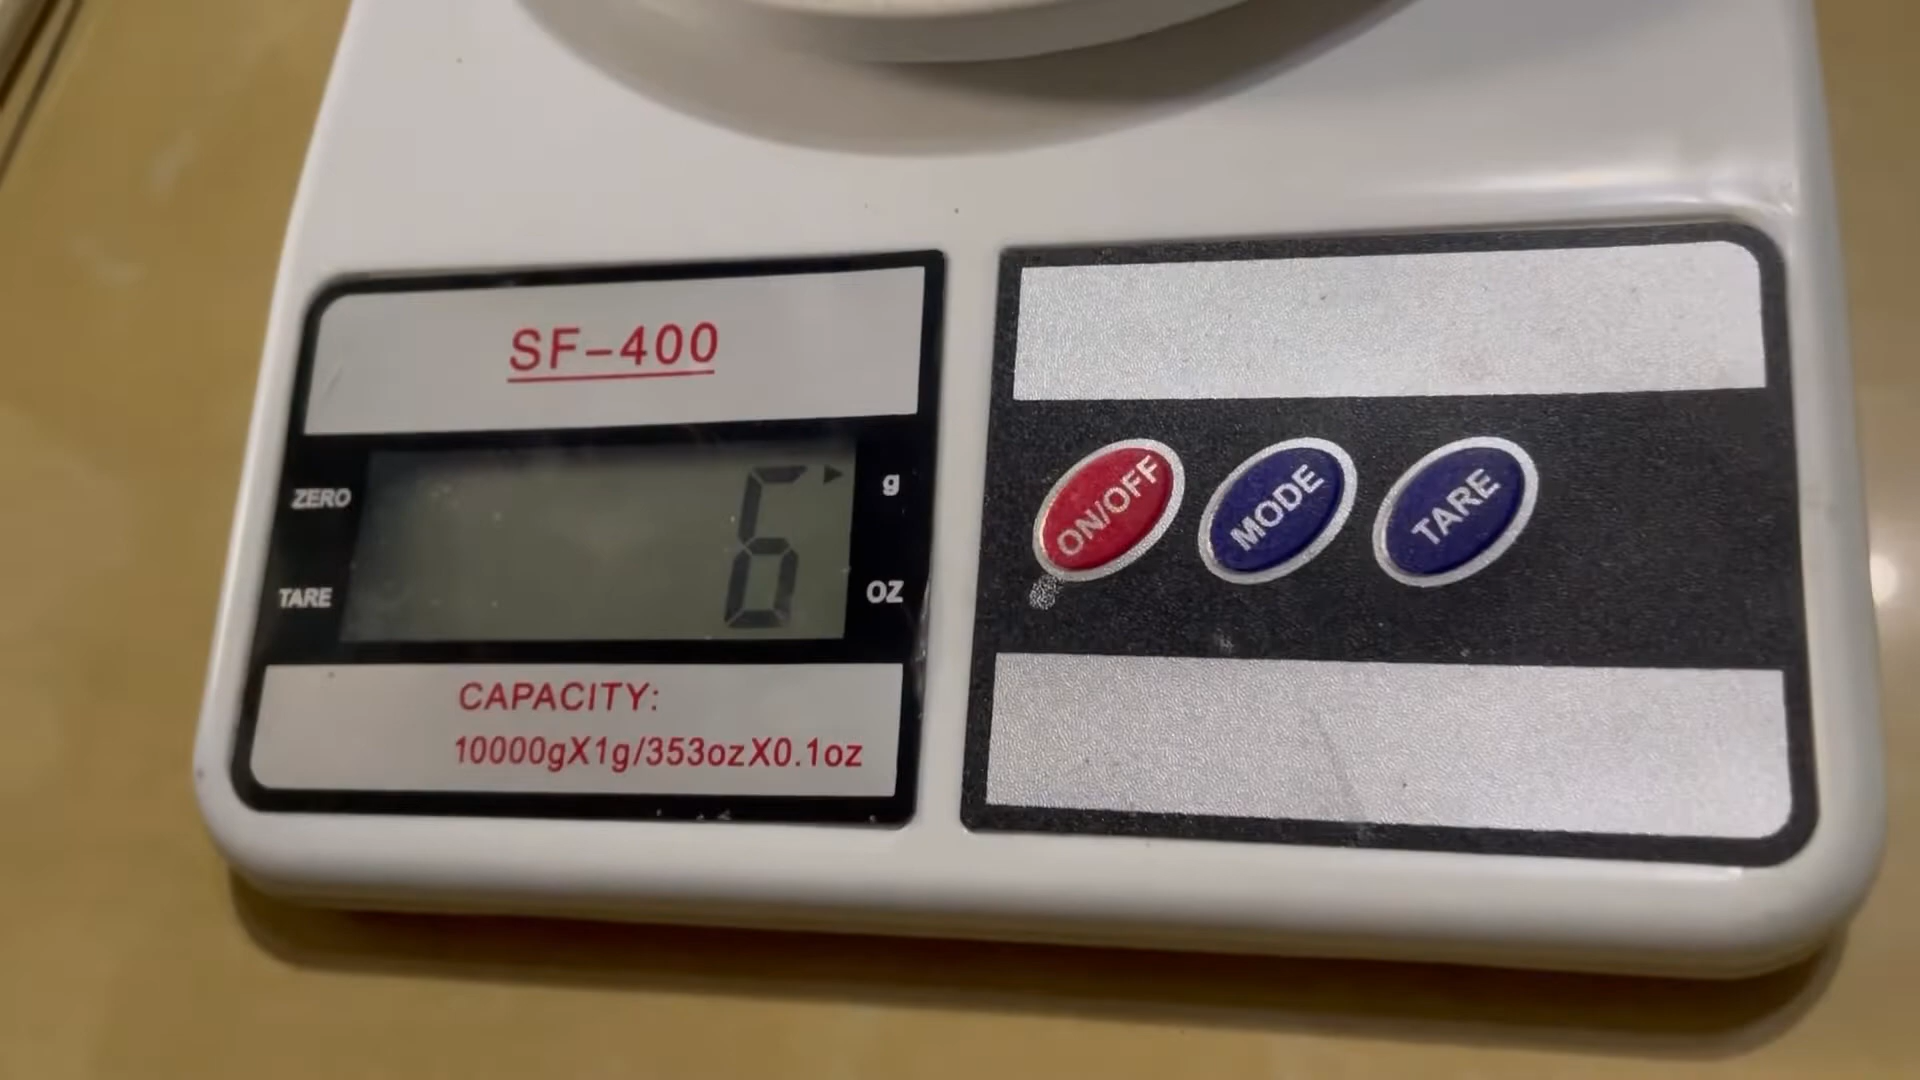 SF-400
ZERO
6
g
TARE
OZ
CAPACITY:
10000gX1g/353ozX0.1oz
ON/OFF
MODE
TARE